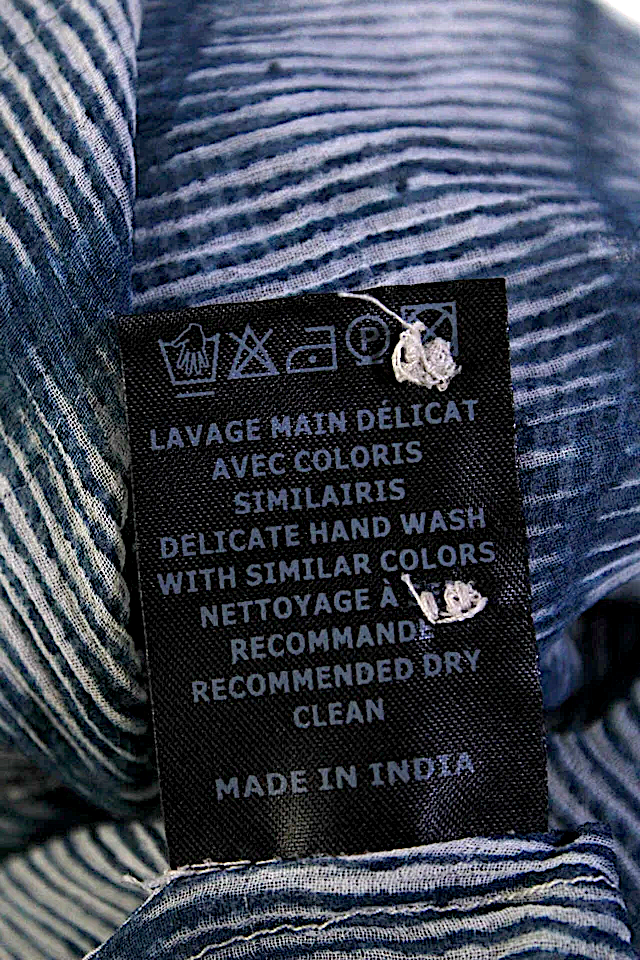 P
LAVAGE MAIN DÉLICAT
AVEC COLORIS
SIMILAIRIS
DELICATE HAND WASH
WITH SIMILAR COLORS
NETTOYAGE À
RECOMMANDÉ
RECOMMENDED DRY
CLEAN
MADE IN INDIA